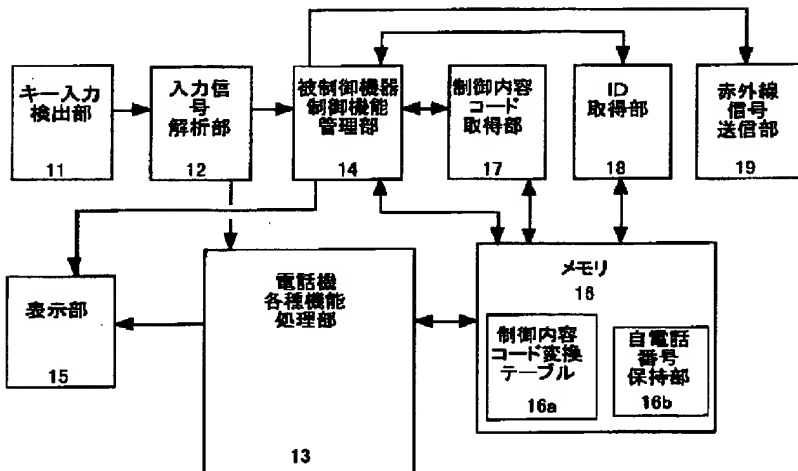 キー入力
検出部
11
入力信
号
解析部
12
被制御機器
制御機能
管理部
14
制御内容
コード
取得部
17
ID
取得部
18
赤外線
信号
送信部
19
表示部
15
電話機
各種機能
処理部
13
メモリ
16
制御内容
コード変換
テーブル
16a
自電話
番号
保持部
16b